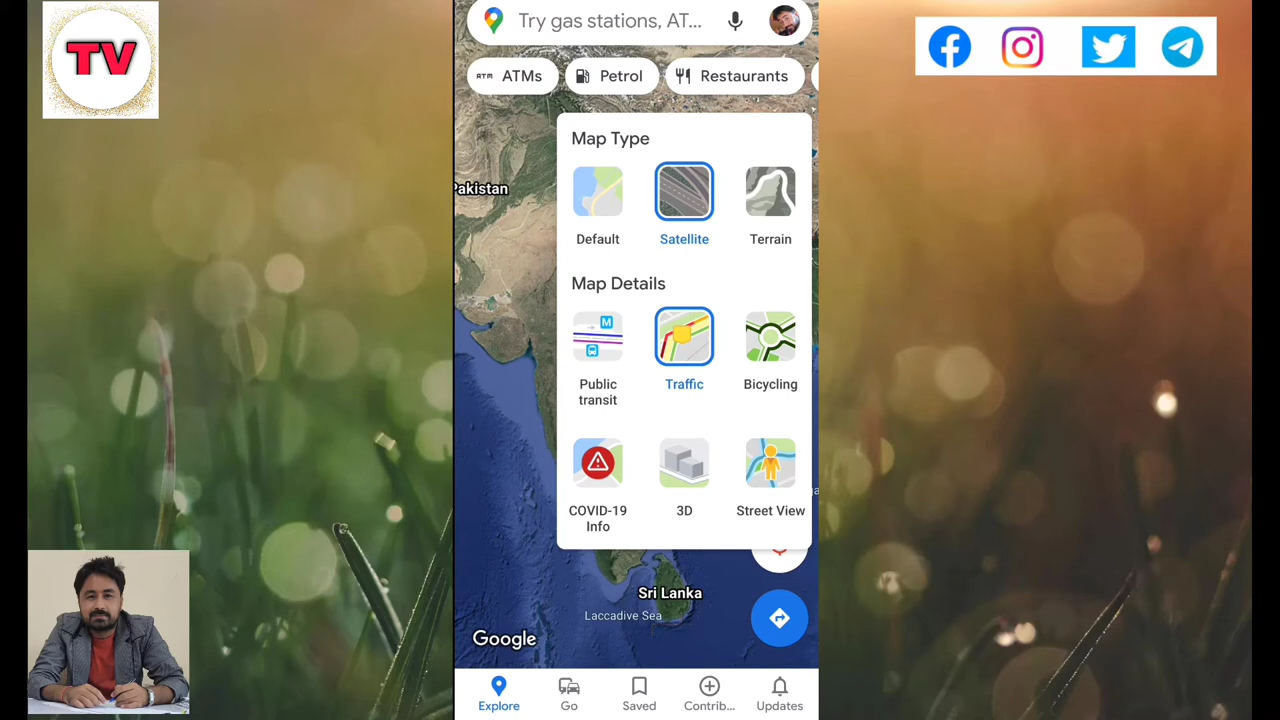 TV
Try gas stations, AT...
ATM ATMs
Petrol
Restaurants
Pakistan
Map Type
Default
Satellite
Terrain
Map Details
M
Public
transit
Traffic
Bicycling
COVID-19
Info
3D
Street View
Sri Lanka
Laccadive Sea
Google
Explore
Go
Saved
Contrib...
Updates